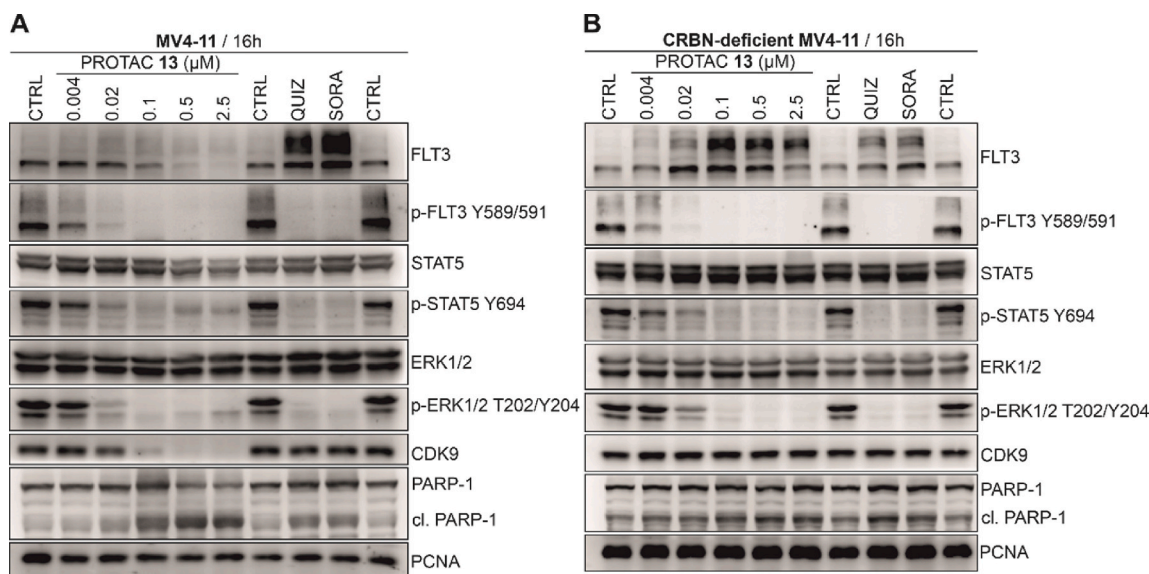 A
MV4-11 / 16h
PROTAC 13 (µM)
CTRL
0.004
0.02
0.1
0.5
2.5
CTRL
QUIZ
SORA
CTRL
FLT3
p-FLT3 Y589/591
STAT5
p-STAT5 Y694
ERK1/2
p-ERK1/2 T202/Y204
CDK9
PARP-1
cl. PARP-1
PCNA
B
CRBN-deficient MV4-11 / 16h
PROTAC 13 (µM)
CTRL
0.004
0.02
0.1
0.5
2.5
CTRL
QUIZ
SORA
CTRL
FLT3
p-FLT3 Y589/591
STAT5
p-STAT5 Y694
ERK1/2
p-ERK1/2 T202/Y204
CDK9
PARP-1
cl. PARP-1
PCNA